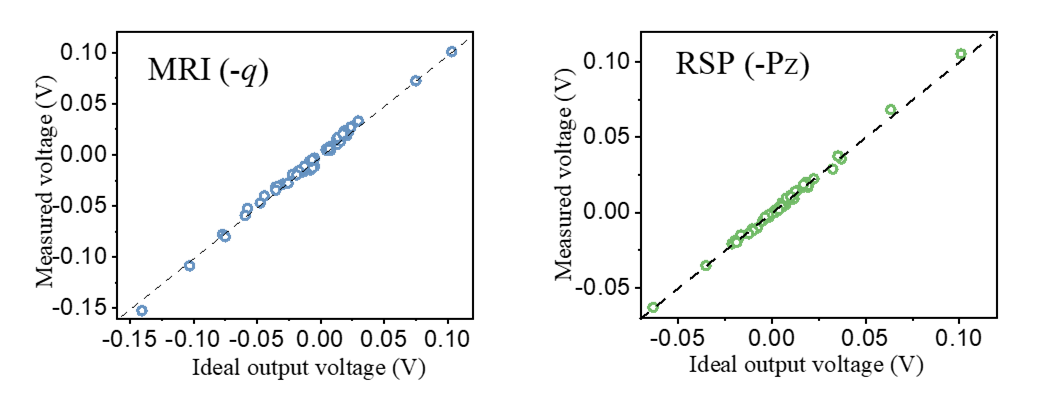 MRI (-q)
Measured voltage (V)
0.10
0.05
0.00
-0.05
-0.10
-0.15
-0.15 -0.10 -0.05 0.00 0.05 0.10
Ideal output voltage (V)
RSP (-Pz)
Measured voltage (V)
0.10
0.05
0.00
-0.05
-0.05 0.00 0.05 0.10
Ideal output voltage (V)